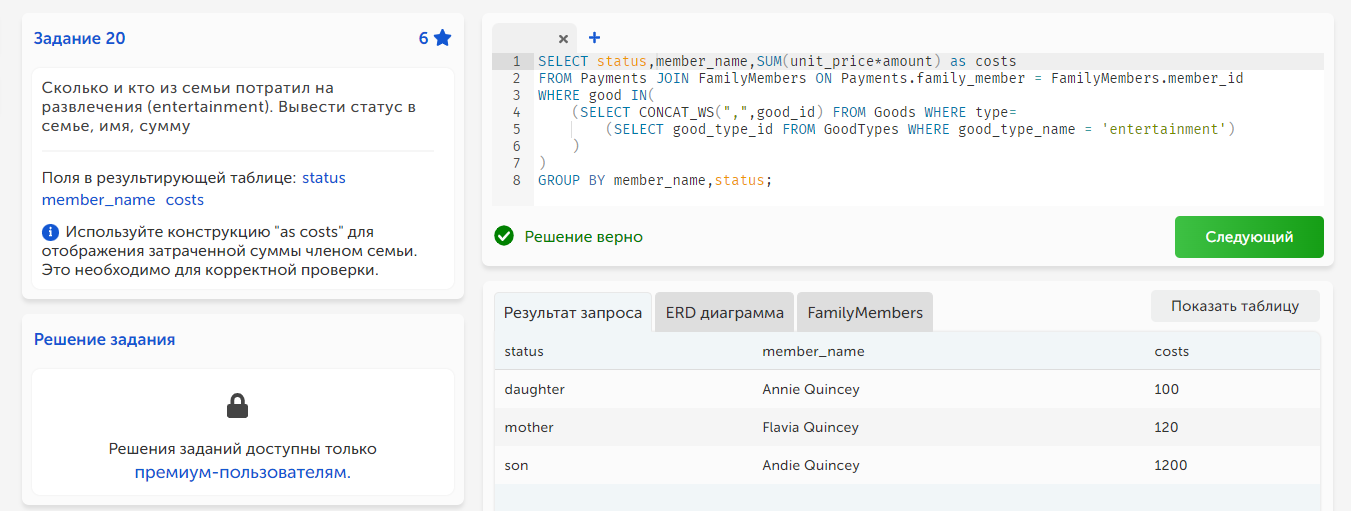 Задание 20
6
Сколько и кто из семьи потратил на
развлечения (entertainment). Вывести статус в
семье, имя, сумму
Поля в результирующей таблице: status
member_name costs
Используйте конструкцию "as costs" для
отображения затраченной суммы членом семьи.
Это необходимо для корректной проверки.
Решение задания
Решения заданий доступны только
премиум-пользователям.
1 SELECT status,member_name,SUM(unit_price*amount) as costs
2 FROM Payments JOIN FamilyMembers ON Payments.family_member = FamilyMembers.member_id
3 WHERE good IN(
4 (SELECT CONCAT_WS(",",good_id) FROM Goods WHERE type=
5 (SELECT good_type_id FROM GoodTypes WHERE good_type_name = 'entertainment')
6 )
7 )
8 GROUP BY member_name,status;
Решение верно
Следующий
Результат запроса ERD диаграмма FamilyMembers Показать таблицу
status member_name costs
daughter Annie Quincey 100
mother Flavia Quincey 120
son Andie Quincey 1200